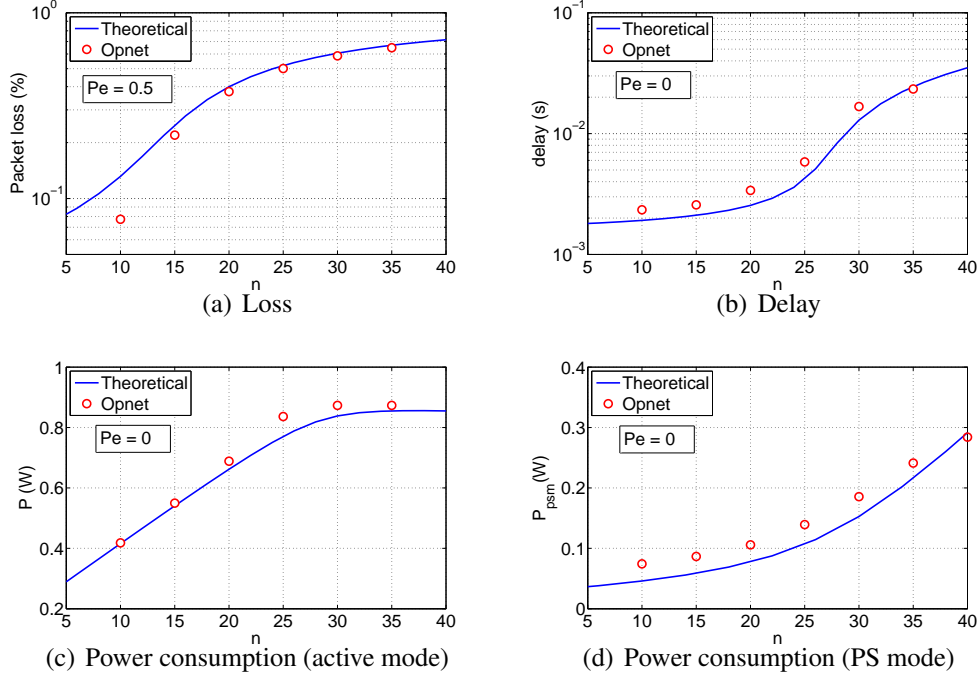 10^0
Theoretical
Opnet
Pe = 0.5
Packet loss (%)
10^-1
5 10 15 20 25 30 35 40
n
(a) Loss
10^-1
Theoretical
Opnet
Pe = 0
delay (s)
10^-2
10^-3
5 10 15 20 25 30 35 40
n
(b) Delay
1
Theoretical
Opnet
Pe = 0
0.8
P (W)
0.6
0.4
0.2
5 10 15 20 25 30 35 40
n
(c) Power consumption (active mode)
0.4
Theoretical
Opnet
Pe = 0
0.3
P_psm (W)
0.2
0.1
0
5 10 15 20 25 30 35 40
n
(d) Power consumption (PS mode)